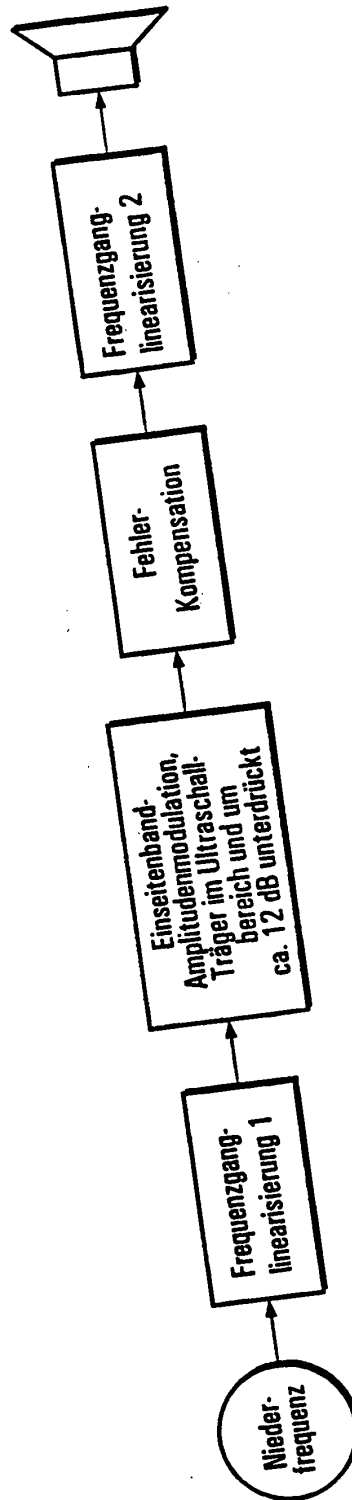 Nieder-
frequenz
Frequenzgang-
linearisierung 1
Einseitenband-
Amplitudenmodulation,
Träger im Ultraschall-
bereich und um
ca. 12 dB unterdrückt
Fehler-
Kompensation
Frequenzgang-
linearisierung 2